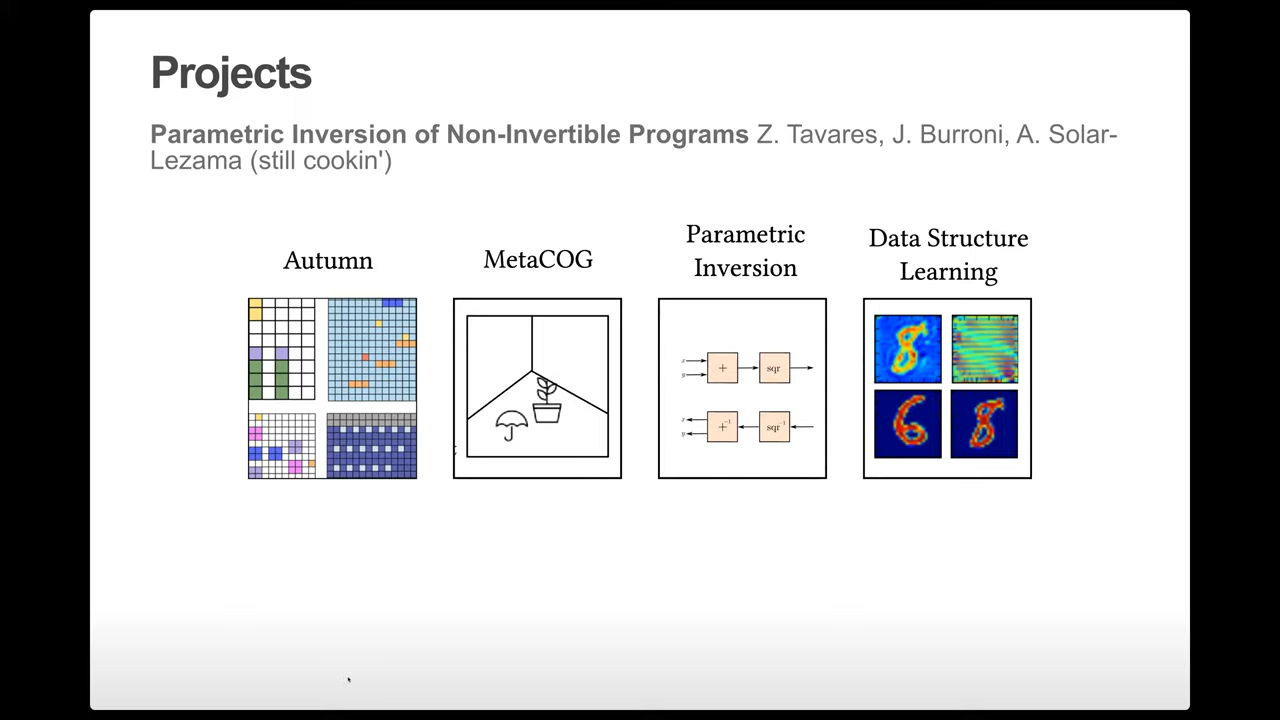 Projects
Parametric Inversion of Non-Invertible Programs Z. Tavares, J. Burroni, A. Solar-
Lezama (still cookin')
Autumn
MetaCOG
Parametric
Inversion
Data Structure
Learning
x
y
+
sqr
x
y
+⁻¹
sqr⁻¹